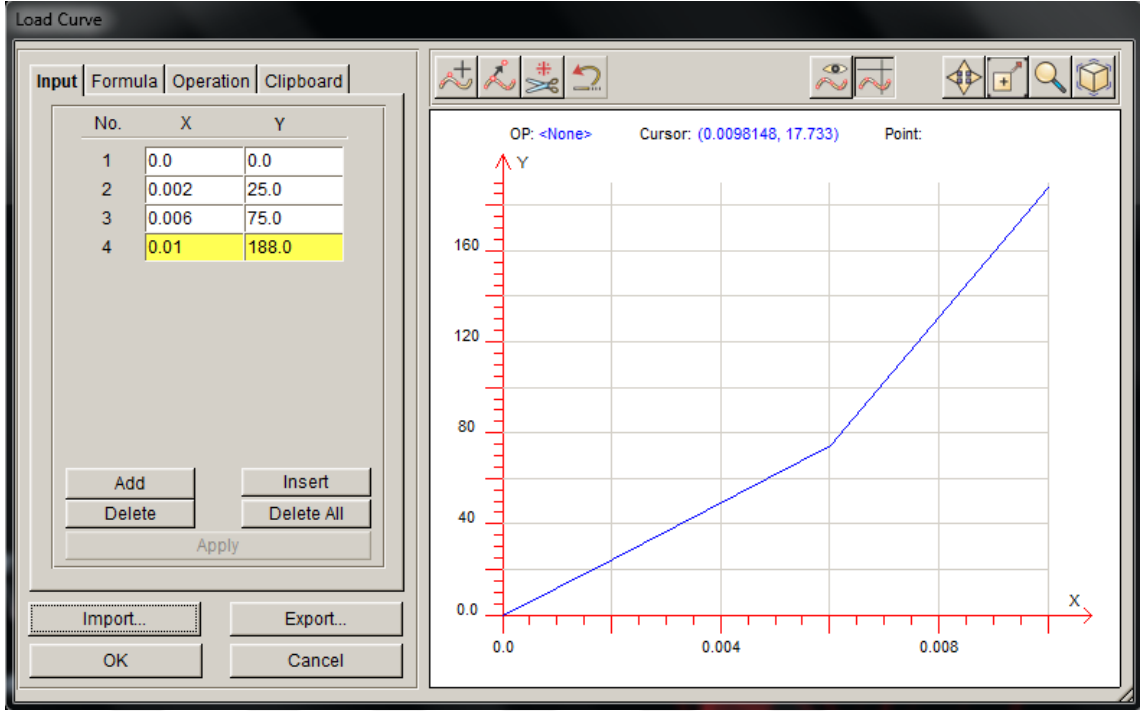 Load Curve
Input Formula Operation Clipboard
No. X Y
1 0.0 0.0
2 0.002 25.0
3 0.006 75.0
4 0.01 188.0
Add Insert
Delete Delete All
Apply
Import... Export...
OK Cancel
OP: <None> Cursor: (0.0098148, 17.733) Point:
Y
160
120
80
40
0.0
X
0.0 0.004 0.008